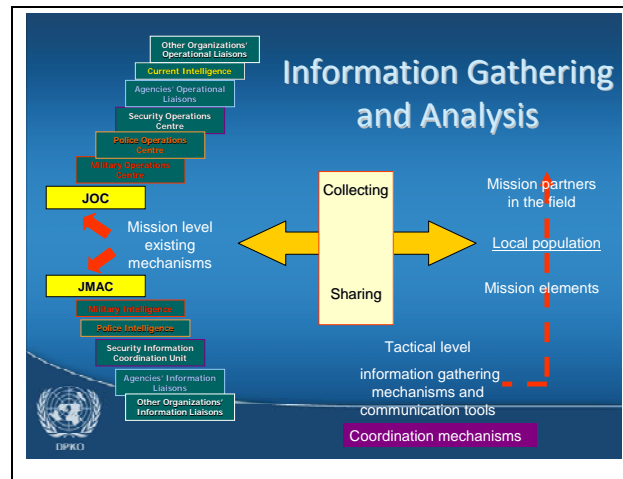 Other Organizations'
Operational Liaisons
Current Intelligence
Agencies' Operational
Liaisons
Security Operations
Centre
Police Operations
Centre
Military Operations
Centre
JOC
Mission level
existing
mechanisms
JMAC
Military Intelligence
Police Intelligence
Security Information
Coordination Unit
Agencies' Information
Liaisons
Other Organizations'
Information Liaisons
DPKO
Information Gathering
and Analysis
Collecting
Sharing
Mission partners
in the field
Local population
Mission elements
Tactical level
information gathering
mechanisms and
communication tools
Coordination mechanisms